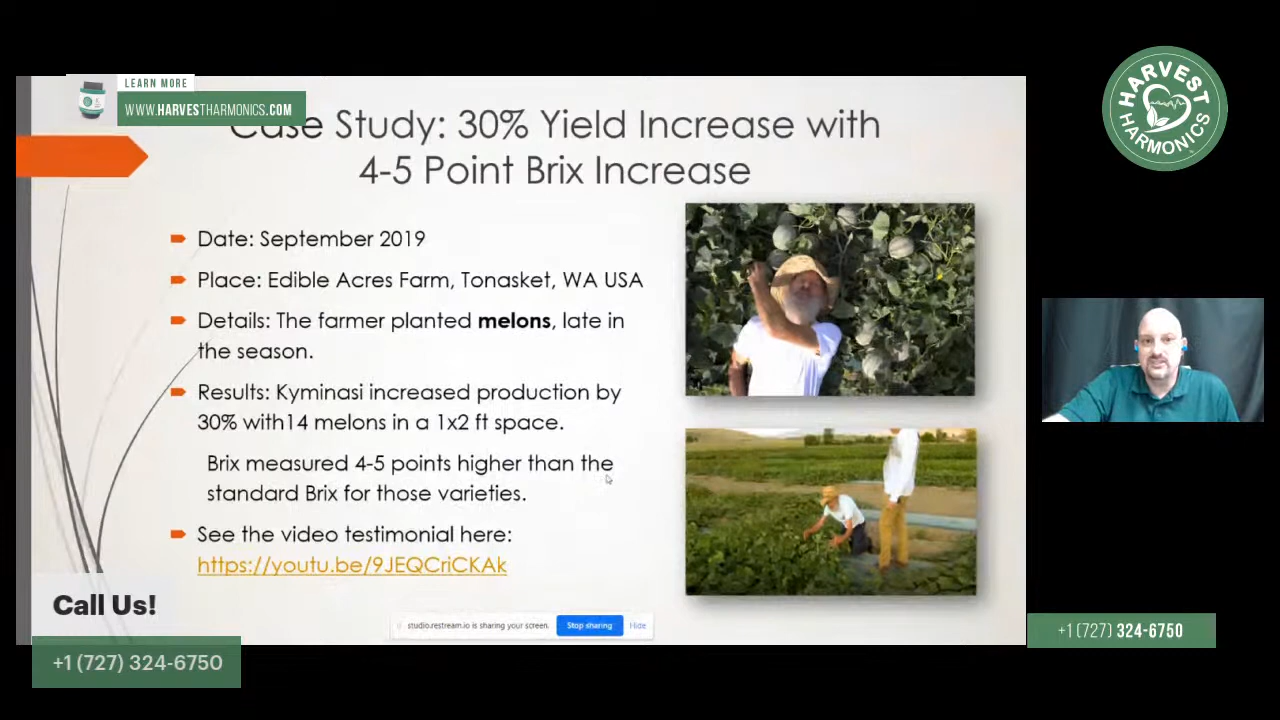 LEARN MORE
WWW.HARVESTHARMONICS.COM
Case Study: 30% Yield Increase with
4-5 Point Brix Increase
Date: September 2019
Place: Edible Acres Farm, Tonasket, WA USA
Details: The farmer planted melons, late in
the season.
Results: Kyminasi increased production by
30% with14 melons in a 1x2 ft space.
Brix measured 4-5 points higher than the
standard Brix for those varieties.
See the video testimonial here:
https://youtu.be/9JEQCriCKAk
Call Us!
+1 (727) 324-6750
studio.restream.io is sharing your screen.
Stop sharing
Hide
HARVEST
HARMONICS
+1 (727) 324-6750